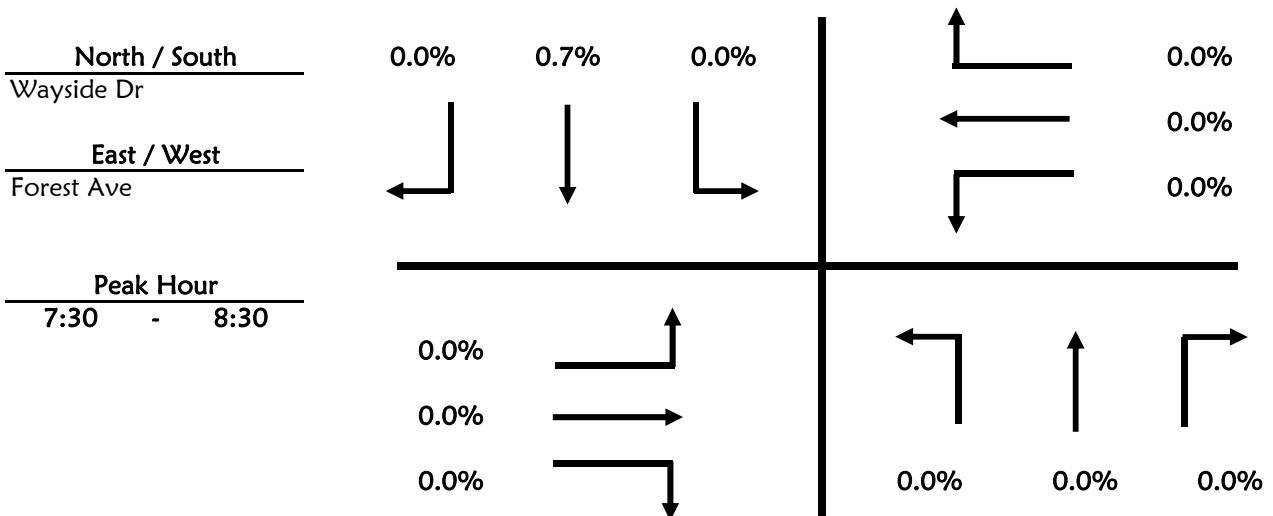 North / South
Wayside Dr
East / West
Forest Ave
Peak Hour
7:30 - 8:30
0.0% 0.7% 0.0%
0.0%
0.0%
0.0%
0.0%
0.0%
0.0%
0.0% 0.0% 0.0%